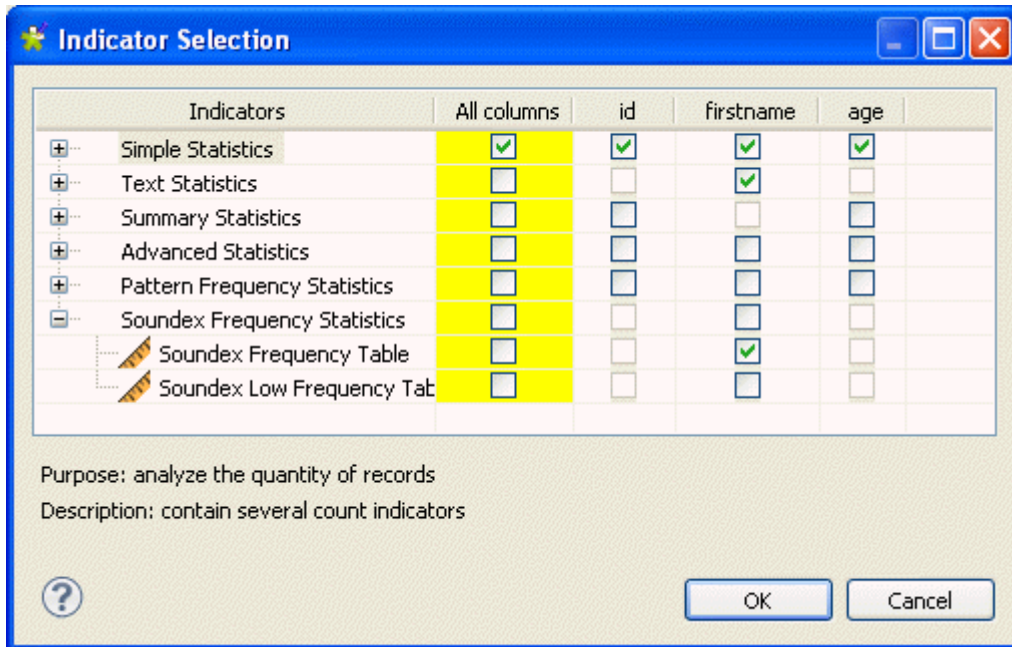 Indicator Selection
Indicators All columns id firstname age
Simple Statistics
Text Statistics
Summary Statistics
Advanced Statistics
Pattern Frequency Statistics
Soundex Frequency Statistics
Soundex Frequency Table
Soundex Low Frequency Tab
Purpose: analyze the quantity of records
Description: contain several count indicators
? OK Cancel